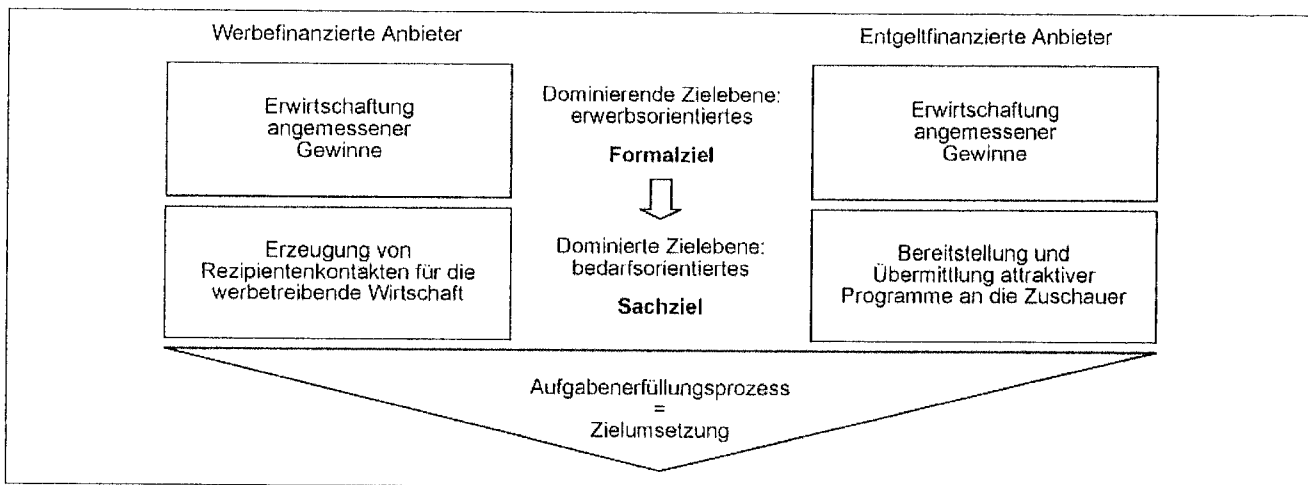 Werbefinanzierte Anbieter
Entgeltfinanzierte Anbieter
Erwirtschaftung
angemessener
Gewinne
Dominierende Zielebene:
erwerbsorientiertes
Formalziel
Erwirtschaftung
angemessener
Gewinne
Erzeugung von
Rezipientenkontakten für die
werbetreibende Wirtschaft
Dominierte Zielebene:
bedarfsorientiertes
Sachziel
Bereitstellung und
Übermittlung attraktiver
Programme an die Zuschauer
Aufgabenerfüllungsprozess
=
Zielumsetzung